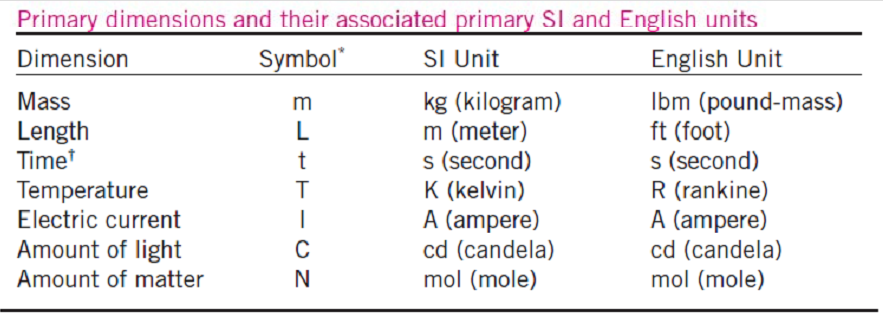 Primary dimensions and their associated primary SI and English units
Dimension Symbol* SI Unit English Unit
Mass m kg (kilogram) lbm (pound-mass)
Length L m (meter) ft (foot)
Time† t s (second) s (second)
Temperature T K (kelvin) R (rankine)
Electric current I A (ampere) A (ampere)
Amount of light C cd (candela) cd (candela)
Amount of matter N mol (mole) mol (mole)